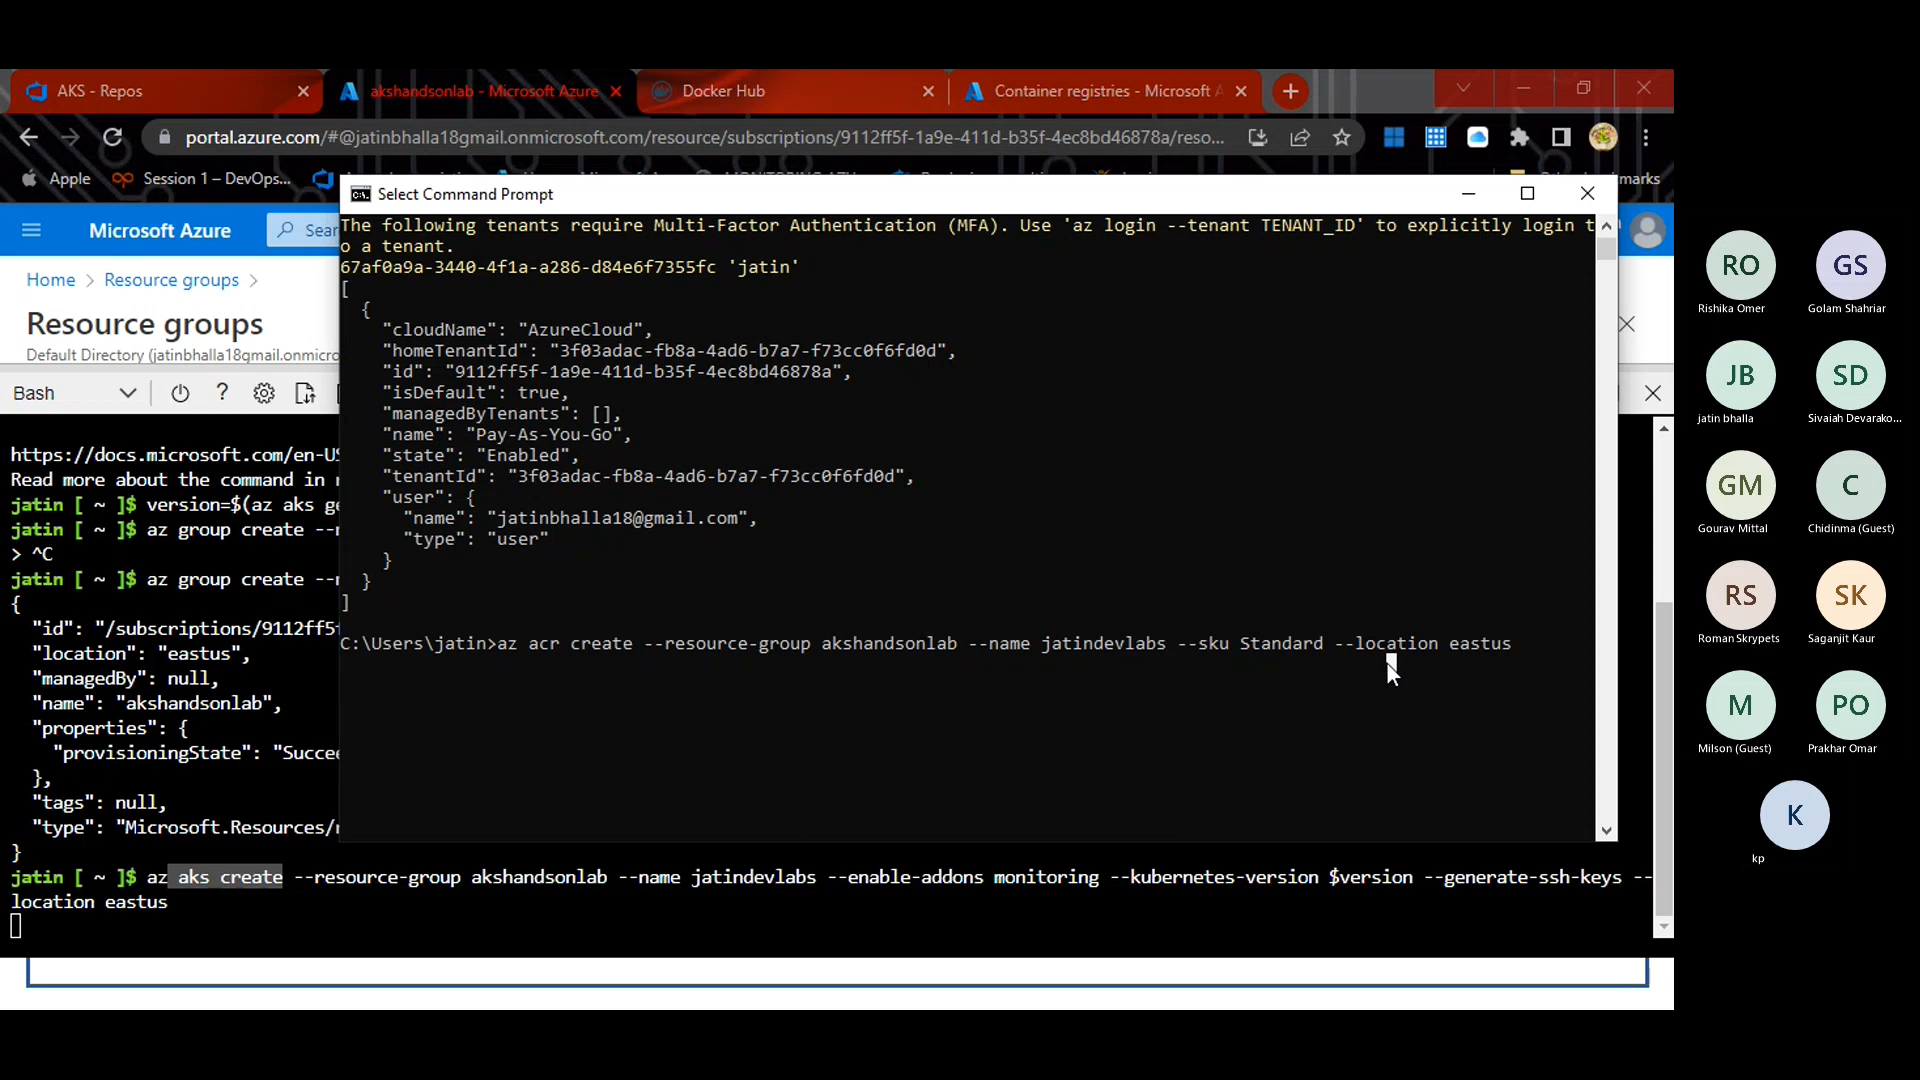 AKS - Repos
akshandsonlab - Microsoft Azure
Docker Hub
Container registries - Microsoft A
portal.azure.com/#@jatinbhalla18gmail.onmicrosoft.com/resource/subscriptions/9112ff5f-1a9e-411d-b35f-4ec8bd46878a/reso...
Apple
Session 1 – DevOps...
marks
Microsoft Azure
Sear
Home > Resource groups >
Resource groups
Default Directory (jatinbhalla18gmail.onmicro
Bash
?
https://docs.microsoft.com/en-US
Read more about the command in r
jatin [ ~ ]$ version=$(az aks ge
jatin [ ~ ]$ az group create --r
> ^C
jatin [ ~ ]$ az group create --r
{
"id": "/subscriptions/9112ff5f
"location": "eastus",
"managedBy": null,
"name": "akshandsonlab",
"properties": {
"provisioningState": "Succee
},
"tags": null,
"type": "Microsoft.Resources/r
}
jatin [ ~ ]$ az aks create --resource-group akshandsonlab --name jatindevlabs --enable-addons monitoring --kubernetes-version $version --generate-ssh-keys --
location eastus
Select Command Prompt
The following tenants require Multi-Factor Authentication (MFA). Use 'az login --tenant TENANT_ID' to explicitly login t
o a tenant.
67af0a9a-3440-4f1a-a286-d84e6f7355fc 'jatin'
[
{
"cloudName": "AzureCloud",
"homeTenantId": "3f03adac-fb8a-4ad6-b7a7-f73cc0f6fd0d",
"id": "9112ff5f-1a9e-411d-b35f-4ec8bd46878a",
"isDefault": true,
"managedByTenants": [],
"name": "Pay-As-You-Go",
"state": "Enabled",
"tenantId": "3f03adac-fb8a-4ad6-b7a7-f73cc0f6fd0d",
"user": {
"name": "jatinbhalla18@gmail.com",
"type": "user"
}
}
]
C:\Users\jatin>az acr create --resource-group akshandsonlab --name jatindevlabs --sku Standard --location eastus
RO
Rishika Omer
GS
Golam Shahriar
JB
jatin bhalla
SD
Sivaiah Devarako...
GM
Gourav Mittal
C
Chidinma (Guest)
RS
Roman Skrypets
SK
Saganjit Kaur
M
Milson (Guest)
PO
Prakhar Omar
K
kp